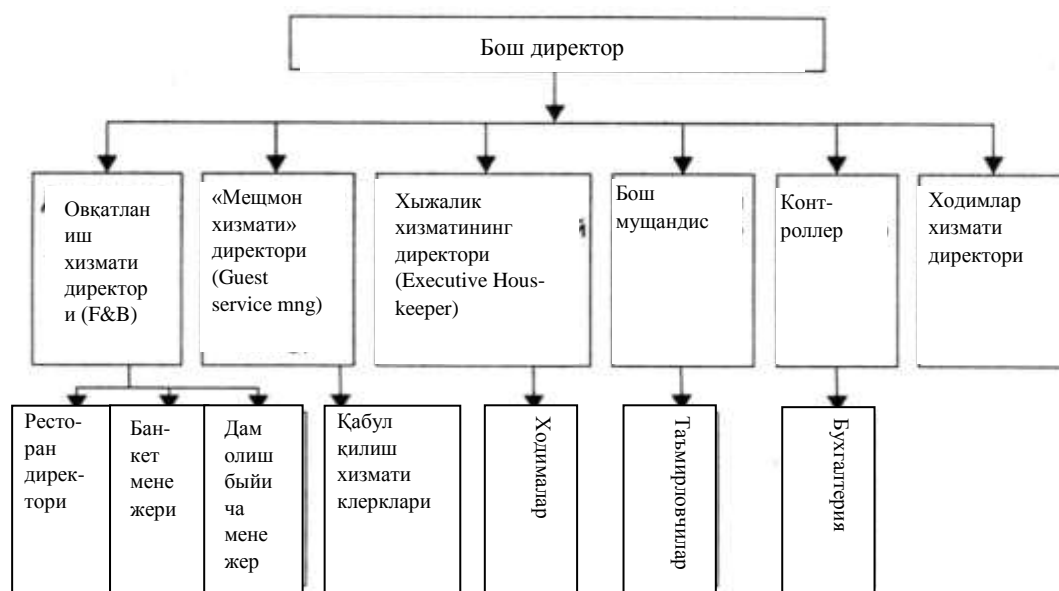 Бош директор
Овқатлан
иш
хизмати
директор
и (F&B)
«Мещмон
хизмати»
директори
(Guest
service mng)
Хыжалик
хизматининг
директори
(Executive Hous-
keeper)
Бош
мущандис
Конт-
роллер
Ходимлар
хизмати
директори
Ресто-
ран
дирек-
тори
Бан-
кет
мене
жери
Дам
олиш
быйи
ча
мене
жер
Қабул
қилиш
хизмати
клерклари
Ходималар
Таъмирловчилар
Бухгалтерия